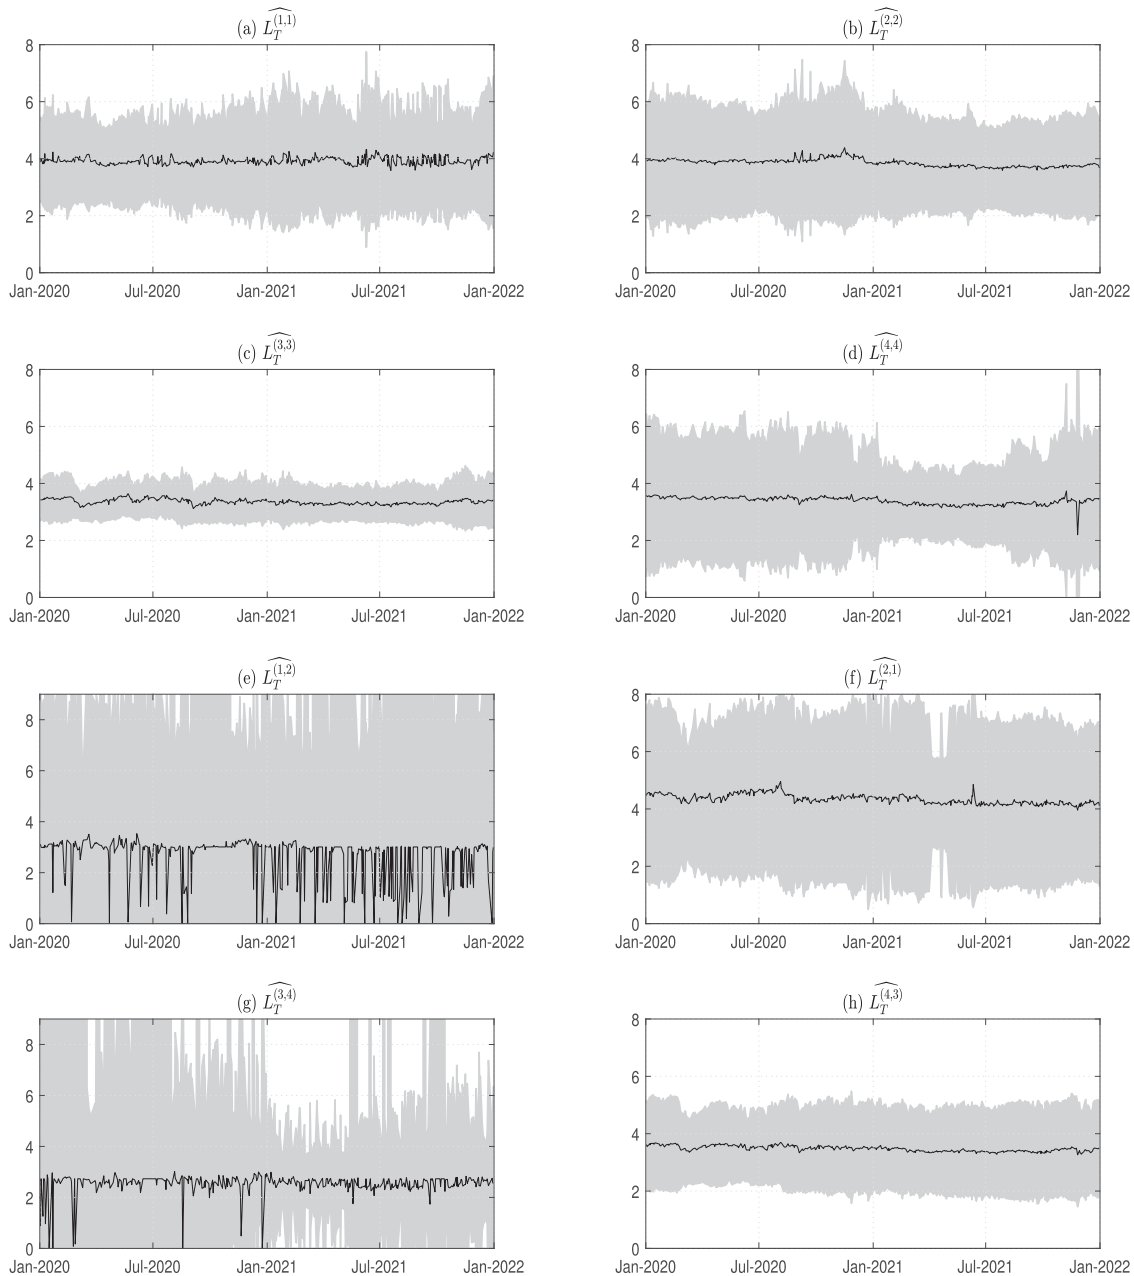 (a) $\widehat{L_T^{(1,1)}}$
8
6
4
2
0
Jan-2020 Jul-2020 Jan-2021 Jul-2021 Jan-2022
(b) $\widehat{L_T^{(2,2)}}$
8
6
4
2
0
Jan-2020 Jul-2020 Jan-2021 Jul-2021 Jan-2022
(c) $\widehat{L_T^{(3,3)}}$
8
6
4
2
0
Jan-2020 Jul-2020 Jan-2021 Jul-2021 Jan-2022
(d) $\widehat{L_T^{(4,4)}}$
8
6
4
2
0
Jan-2020 Jul-2020 Jan-2021 Jul-2021 Jan-2022
(e) $\widehat{L_T^{(1,2)}}$
8
6
4
2
0
Jan-2020 Jul-2020 Jan-2021 Jul-2021 Jan-2022
(f) $\widehat{L_T^{(2,1)}}$
8
6
4
2
0
Jan-2020 Jul-2020 Jan-2021 Jul-2021 Jan-2022
(g) $\widehat{L_T^{(3,4)}}$
8
6
4
2
0
Jan-2020 Jul-2020 Jan-2021 Jul-2021 Jan-2022
(h) $\widehat{L_T^{(4,3)}}$
8
6
4
2
0
Jan-2020 Jul-2020 Jan-2021 Jul-2021 Jan-2022